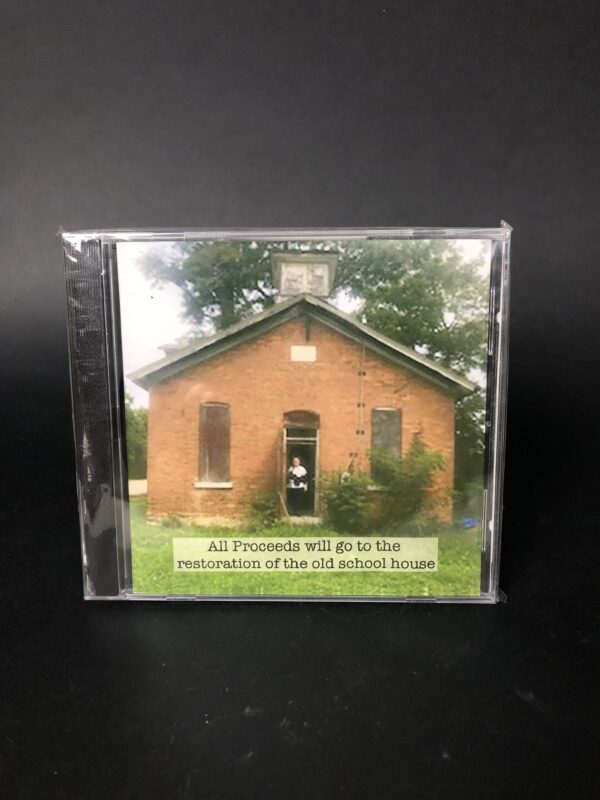 All Proceeds will go to the
restoration of the old school house